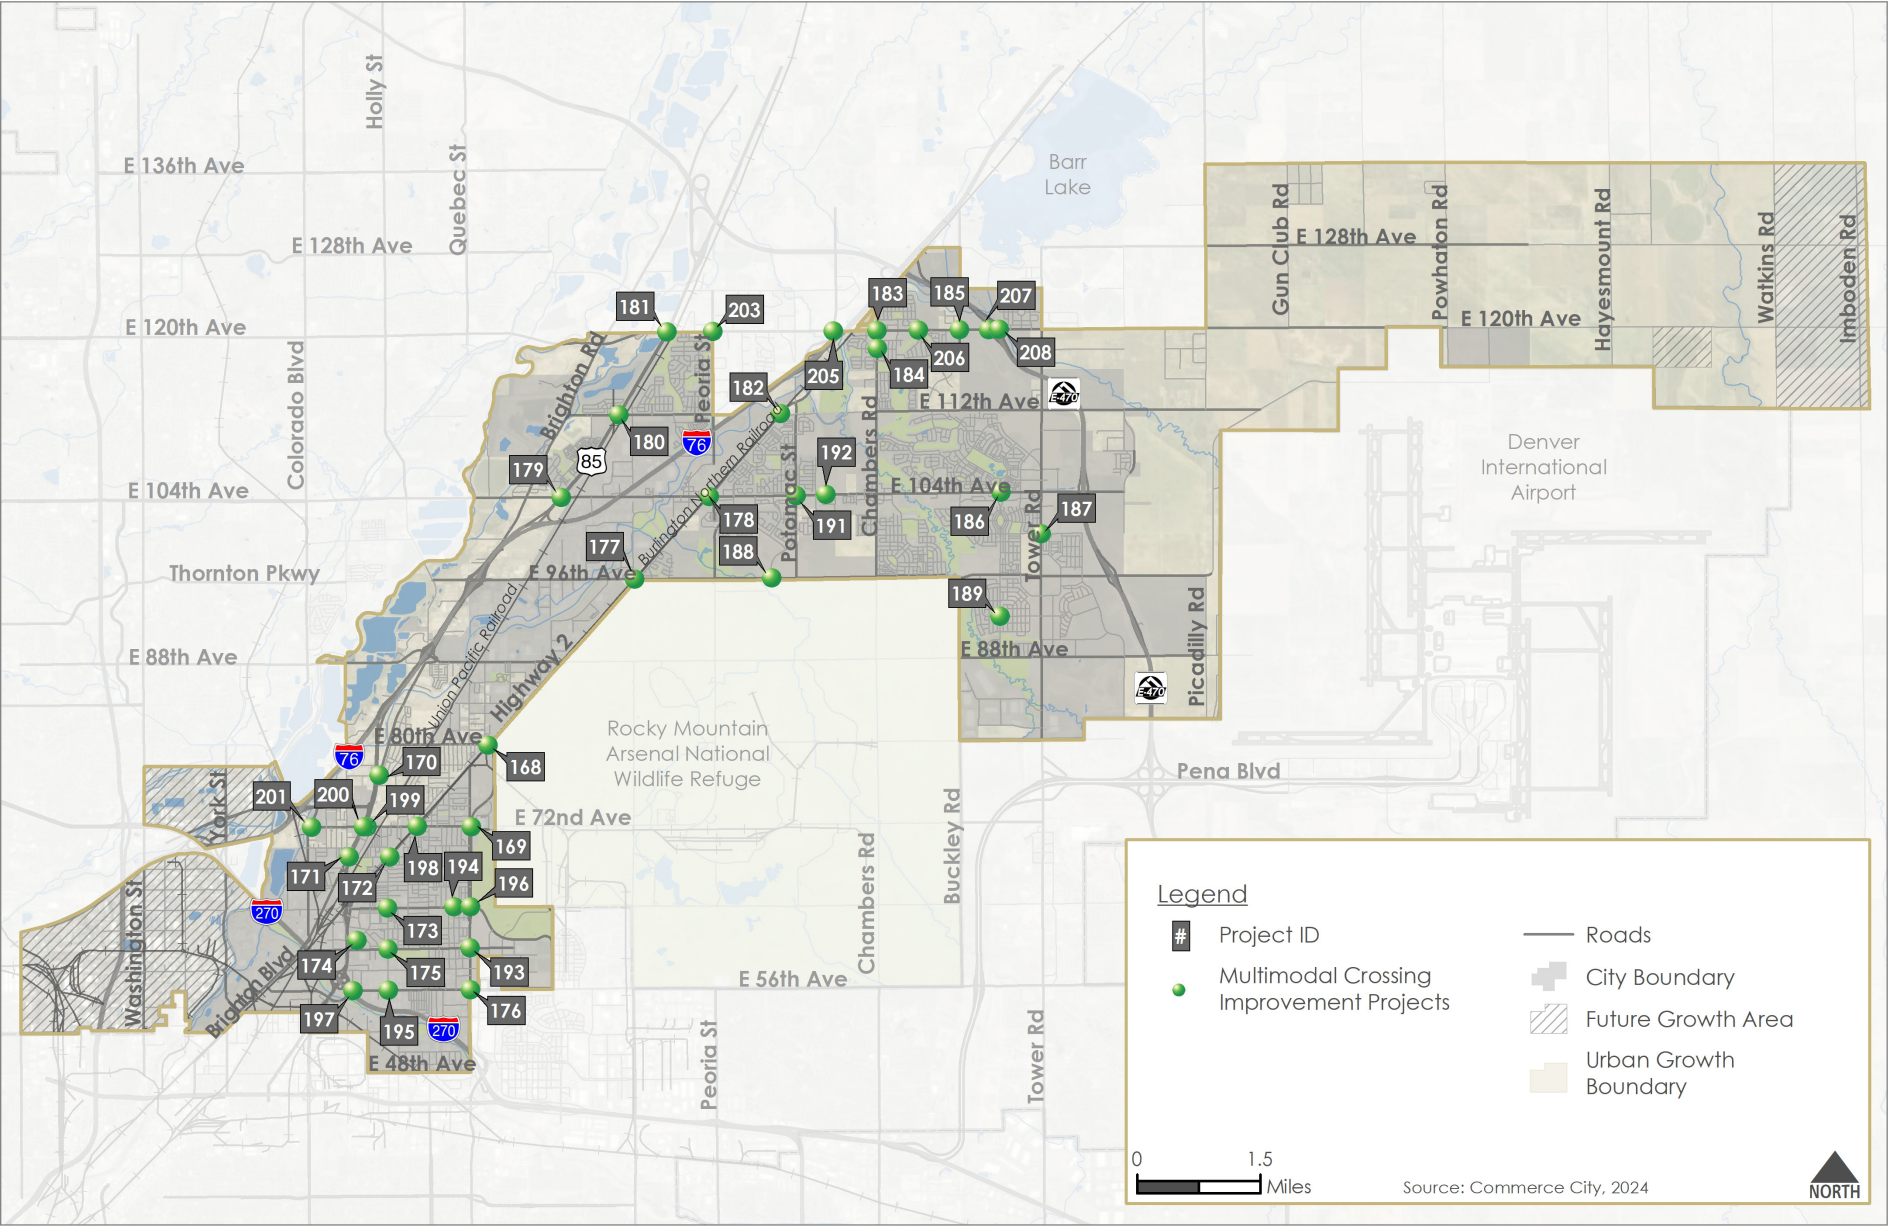 Holly St
Quebec St
E 136th Ave
Barr
Lake
E 128th Ave
Gun Club Rd
E 128th Ave
Powhaton Rd
Hayesmount Rd
Watkins Rd
Imboden Rd
181
203
183
185
207
E 120th Ave
E 120th Ave
Colorado Blvd
Brighton Rd
Peoria St
182
205
184
206
208
E-470
E 112th Ave
180
76
85
179
192
Chambers Rd
Denver
International
Airport
E 104th Ave
E 104th Ave
Burlington Northern Railroad
Potomac St
178
191
186
Tower Rd
187
177
188
Thornton Pkwy
E 96th Ave
189
Union Pacific Railroad
Highway 2
E 88th Ave
E 88th Ave
Picadilly Rd
E-470
Rocky Mountain
Arsenal National
Wildlife Refuge
E 80th Ave
76
170
168
Pena Blvd
York St
201
200
199
E 72nd Ave
Buckley Rd
169
171
172
198
194
196
Chambers Rd
Washington St
270
173
174
175
193
E 56th Ave
Brighton Blvd
197
195
176
270
E 48th Ave
Peoria St
Tower Rd
Legend
#
Project ID
Multimodal Crossing
Improvement Projects
Roads
City Boundary
Future Growth Area
Urban Growth
Boundary
0
1.5
Miles
Source: Commerce City, 2024
NORTH